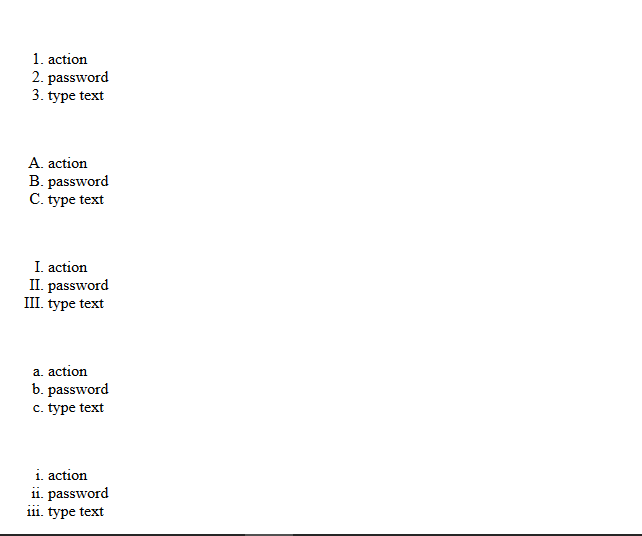 1. action
2. password
3. type text
A. action
B. password
C. type text
I. action
II. password
III. type text
a. action
b. password
c. type text
i. action
ii. password
iii. type text